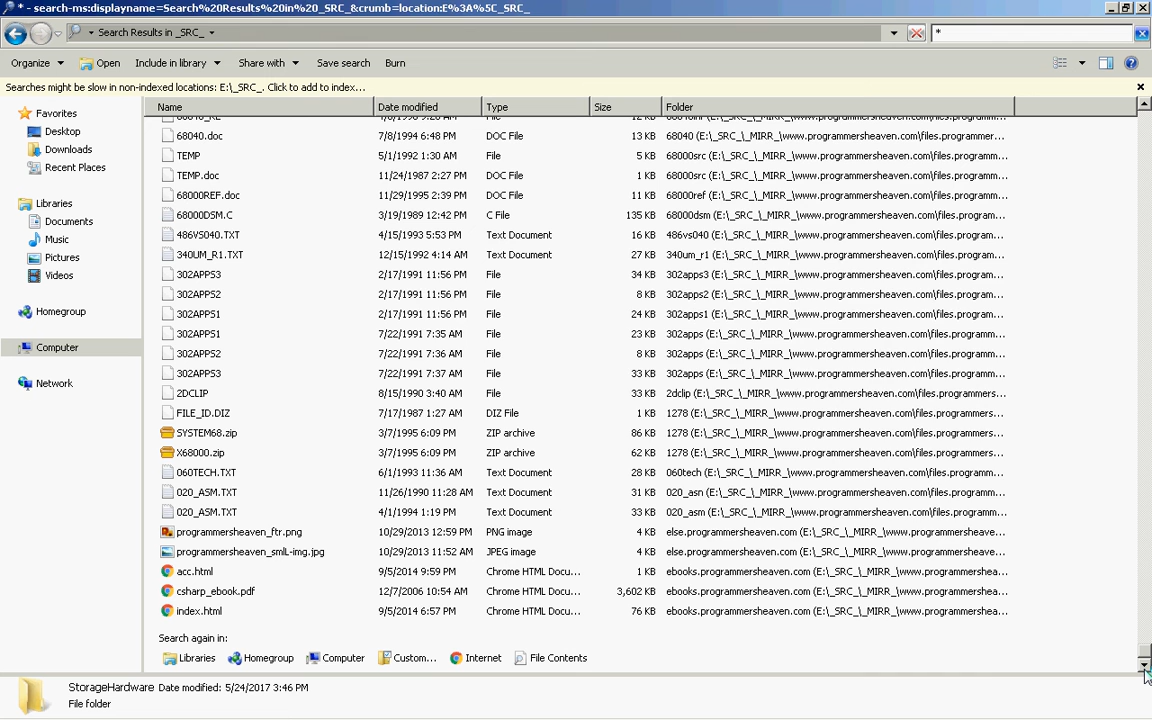 * - search-ms:displayname=Search%20Results%20in%20_SRC_&crumb=location:E%3A%5C_SRC_
Search Results in _SRC_
*
Organize Open Include in library Share with Save search Burn
Searches might be slow in non-indexed locations: E:\_SRC_. Click to add to index...
Favorites
Desktop
Downloads
Recent Places
Libraries
Documents
Music
Pictures
Videos
Homegroup
Computer
Network
Name Date modified Type Size Folder
68040.doc 7/8/1994 6:48 PM DOC File 13 KB 68040 (E:\_SRC_\_MIRR_\www.programmersheaven.com\files.programmer...
TEMP 5/1/1992 1:30 AM File 5 KB 68000src (E:\_SRC_\_MIRR_\www.programmersheaven.com\files.programm...
TEMP.doc 11/24/1987 2:27 PM DOC File 1 KB 68000src (E:\_SRC_\_MIRR_\www.programmersheaven.com\files.programm...
68000REF.doc 11/29/1995 2:39 PM DOC File 11 KB 68000ref (E:\_SRC_\_MIRR_\www.programmersheaven.com\files.programm...
68000DSM.C 3/19/1989 12:42 PM C File 135 KB 68000dsm (E:\_SRC_\_MIRR_\www.programmersheaven.com\files.program...
486VS040.TXT 4/15/1993 5:53 PM Text Document 16 KB 486vs040 (E:\_SRC_\_MIRR_\www.programmersheaven.com\files.program...
340UM_R1.TXT 12/15/1992 4:14 AM Text Document 27 KB 340um_r1 (E:\_SRC_\_MIRR_\www.programmersheaven.com\files.program...
302APPS3 2/17/1991 11:56 PM File 34 KB 302apps3 (E:\_SRC_\_MIRR_\www.programmersheaven.com\files.program...
302APPS2 2/17/1991 11:56 PM File 8 KB 302apps2 (E:\_SRC_\_MIRR_\www.programmersheaven.com\files.program...
302APPS1 2/17/1991 11:56 PM File 24 KB 302apps1 (E:\_SRC_\_MIRR_\www.programmersheaven.com\files.program...
302APPS1 7/22/1991 7:35 AM File 23 KB 302apps (E:\_SRC_\_MIRR_\www.programmersheaven.com\files.programm...
302APPS2 7/22/1991 7:36 AM File 8 KB 302apps (E:\_SRC_\_MIRR_\www.programmersheaven.com\files.programm...
302APPS3 7/22/1991 7:37 AM File 33 KB 302apps (E:\_SRC_\_MIRR_\www.programmersheaven.com\files.programm...
2DCLIP 8/15/1990 3:40 AM File 33 KB 2dclip (E:\_SRC_\_MIRR_\www.programmersheaven.com\files.programmers...
FILE_ID.DIZ 7/17/1987 1:27 AM DIZ File 1 KB 1278 (E:\_SRC_\_MIRR_\www.programmersheaven.com\files.programmers...
SYSTEM68.zip 3/7/1995 6:09 PM ZIP archive 86 KB 1278 (E:\_SRC_\_MIRR_\www.programmersheaven.com\files.programmers...
X68000.zip 3/7/1995 6:09 PM ZIP archive 62 KB 1278 (E:\_SRC_\_MIRR_\www.programmersheaven.com\files.programmers...
060TECH.TXT 6/1/1993 11:36 AM Text Document 28 KB 060tech (E:\_SRC_\_MIRR_\www.programmersheaven.com\files.programm...
020_ASM.TXT 11/26/1990 11:28 AM Text Document 31 KB 020_asn (E:\_SRC_\_MIRR_\www.programmersheaven.com\files.programm...
020_ASM.TXT 4/1/1994 1:19 PM Text Document 33 KB 020_asm (E:\_SRC_\_MIRR_\www.programmersheaven.com\files.programm...
programmersheaven_ftr.png 10/29/2013 12:59 PM PNG image 4 KB else.programmersheaven.com (E:\_SRC_\_MIRR_\www.programmershea...
programmersheaven_smlL-img.jpg 10/29/2013 11:52 AM JPEG image 4 KB else.programmersheaven.com (E:\_SRC_\_MIRR_\www.programmershea...
acc.html 9/5/2014 9:59 PM Chrome HTML Docu... 1 KB ebooks.programmersheaven.com (E:\_SRC_\_MIRR_\www.programmershea...
csharp_ebook.pdf 12/7/2006 10:54 AM Chrome HTML Docu... 3,602 KB ebooks.programmersheaven.com (E:\_SRC_\_MIRR_\www.programmershea...
index.html 9/5/2014 6:57 PM Chrome HTML Docu... 76 KB ebooks.programmersheaven.com (E:\_SRC_\_MIRR_\www.programmershea...
Search again in:
Libraries Homegroup Computer Custom... Internet File Contents
StorageHardware Date modified: 5/24/2017 3:46 PM
File folder